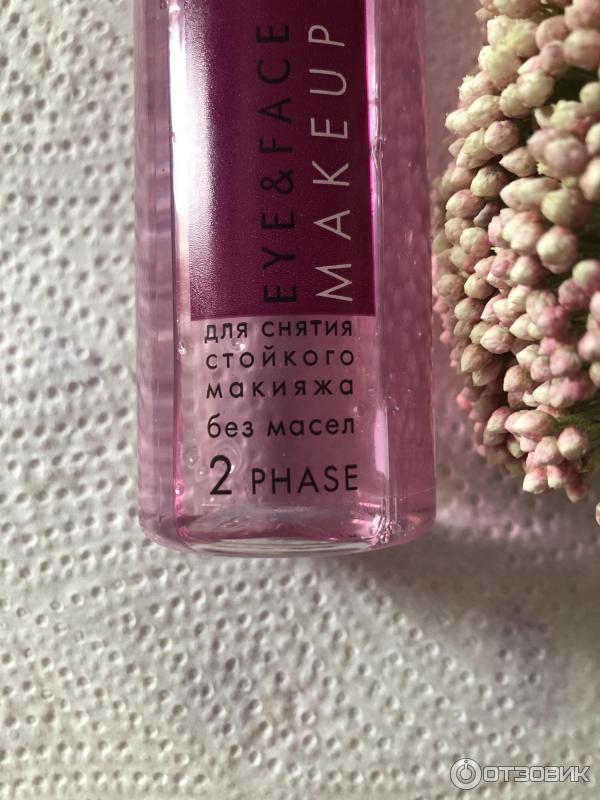 EYE&FACE
MAKEUP
для снятия
стойкого
макияжа
без масел
2 PHASE
ОТЗОВИК